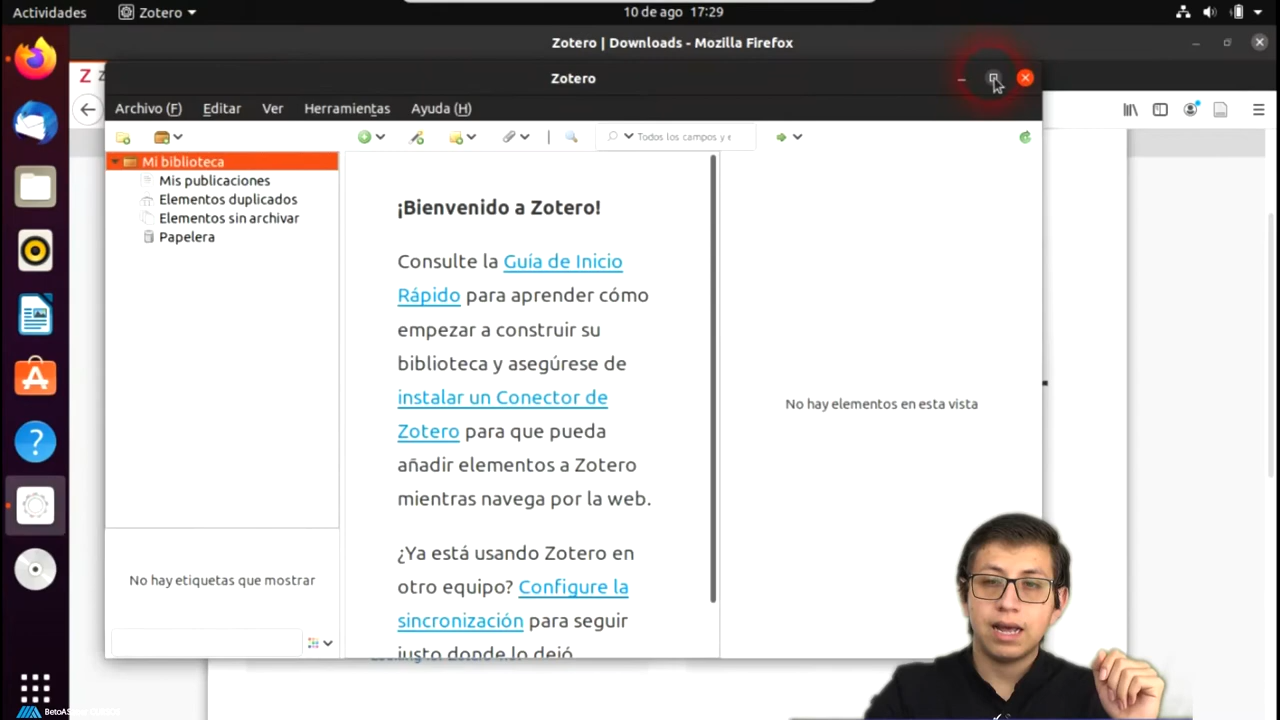 Actividades
Zotero
10 de ago 17:29
Zotero | Downloads - Mozilla Firefox
Z
Zotero
Archivo (F)
Editar
Ver
Herramientas
Ayuda (H)
Todos los campos y e
Mi biblioteca
Mis publicaciones
Elementos duplicados
Elementos sin archivar
Papelera
No hay etiquetas que mostrar
¡Bienvenido a Zotero!
Consulte la Guía de Inicio
Rápido para aprender cómo
empezar a construir su
biblioteca y asegúrese de
instalar un Conector de
Zotero para que pueda
añadir elementos a Zotero
mientras navega por la web.
¿Ya está usando Zotero en
otro equipo? Configure la
sincronización para seguir
justo donde lo dejó
No hay elementos en esta vista